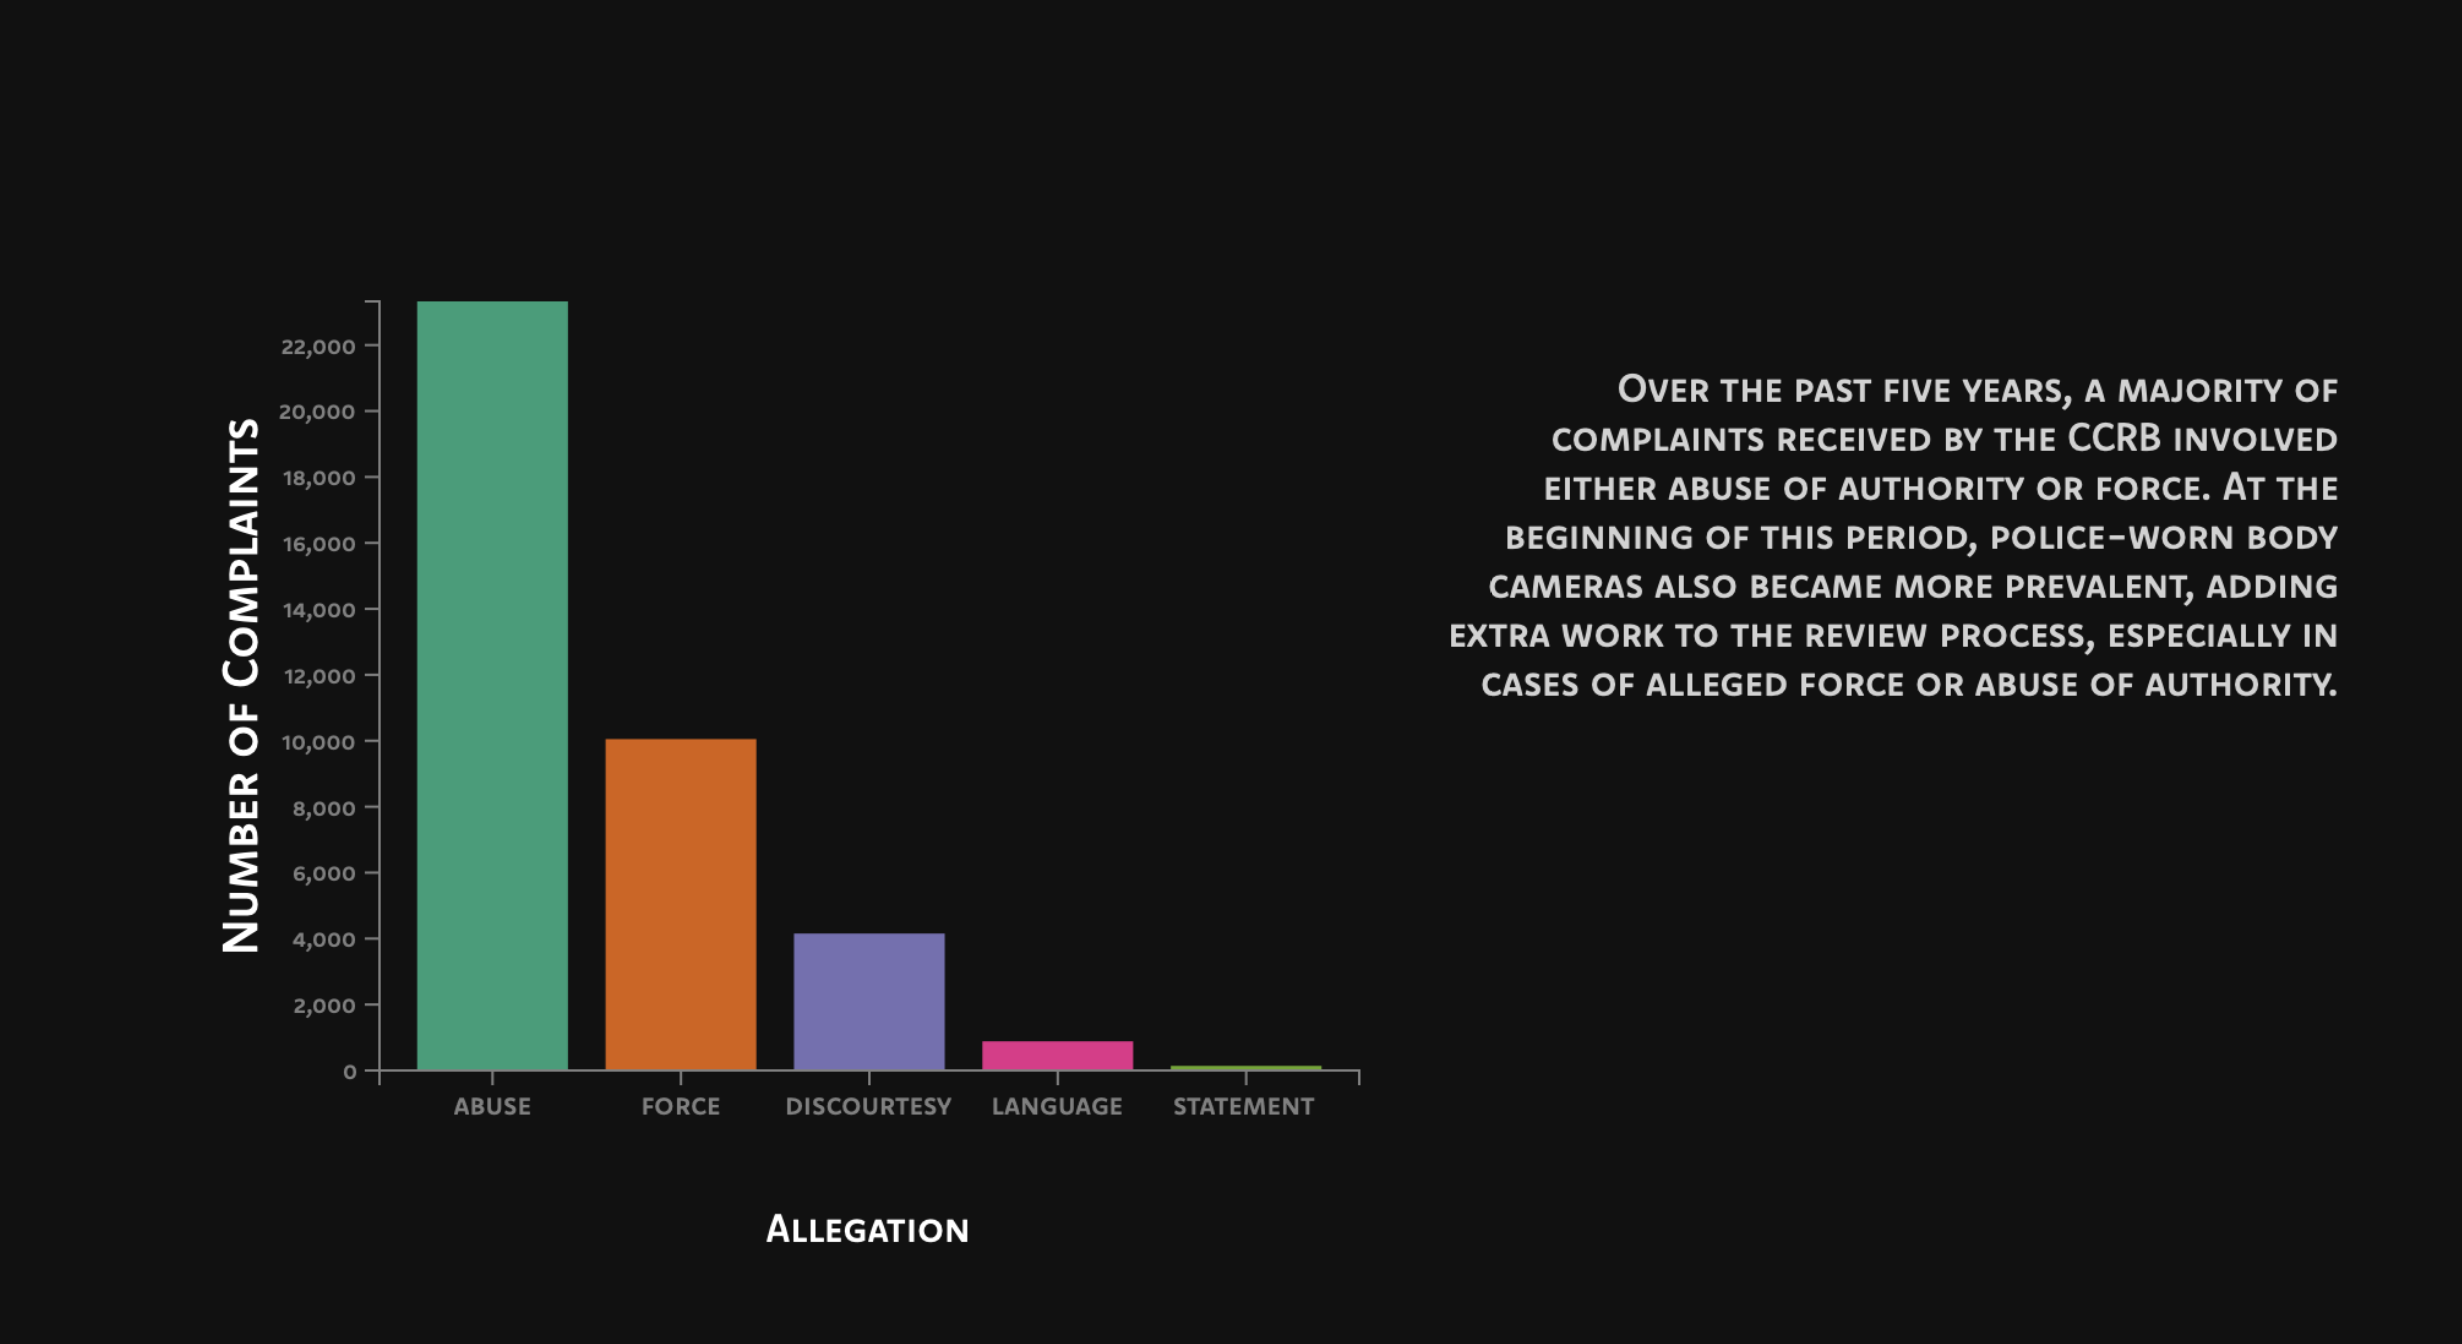 Number of Complaints
22,000
20,000
18,000
16,000
14,000
12,000
10,000
8,000
6,000
4,000
2,000
0
ABUSE
FORCE
DISCOURTESY
LANGUAGE
STATEMENT
Allegation
Over the past five years, a majority of
complaints received by the CCRB involved
either abuse of authority or force. At the
beginning of this period, police-worn body
cameras also became more prevalent, adding
extra work to the review process, especially in
cases of alleged force or abuse of authority.